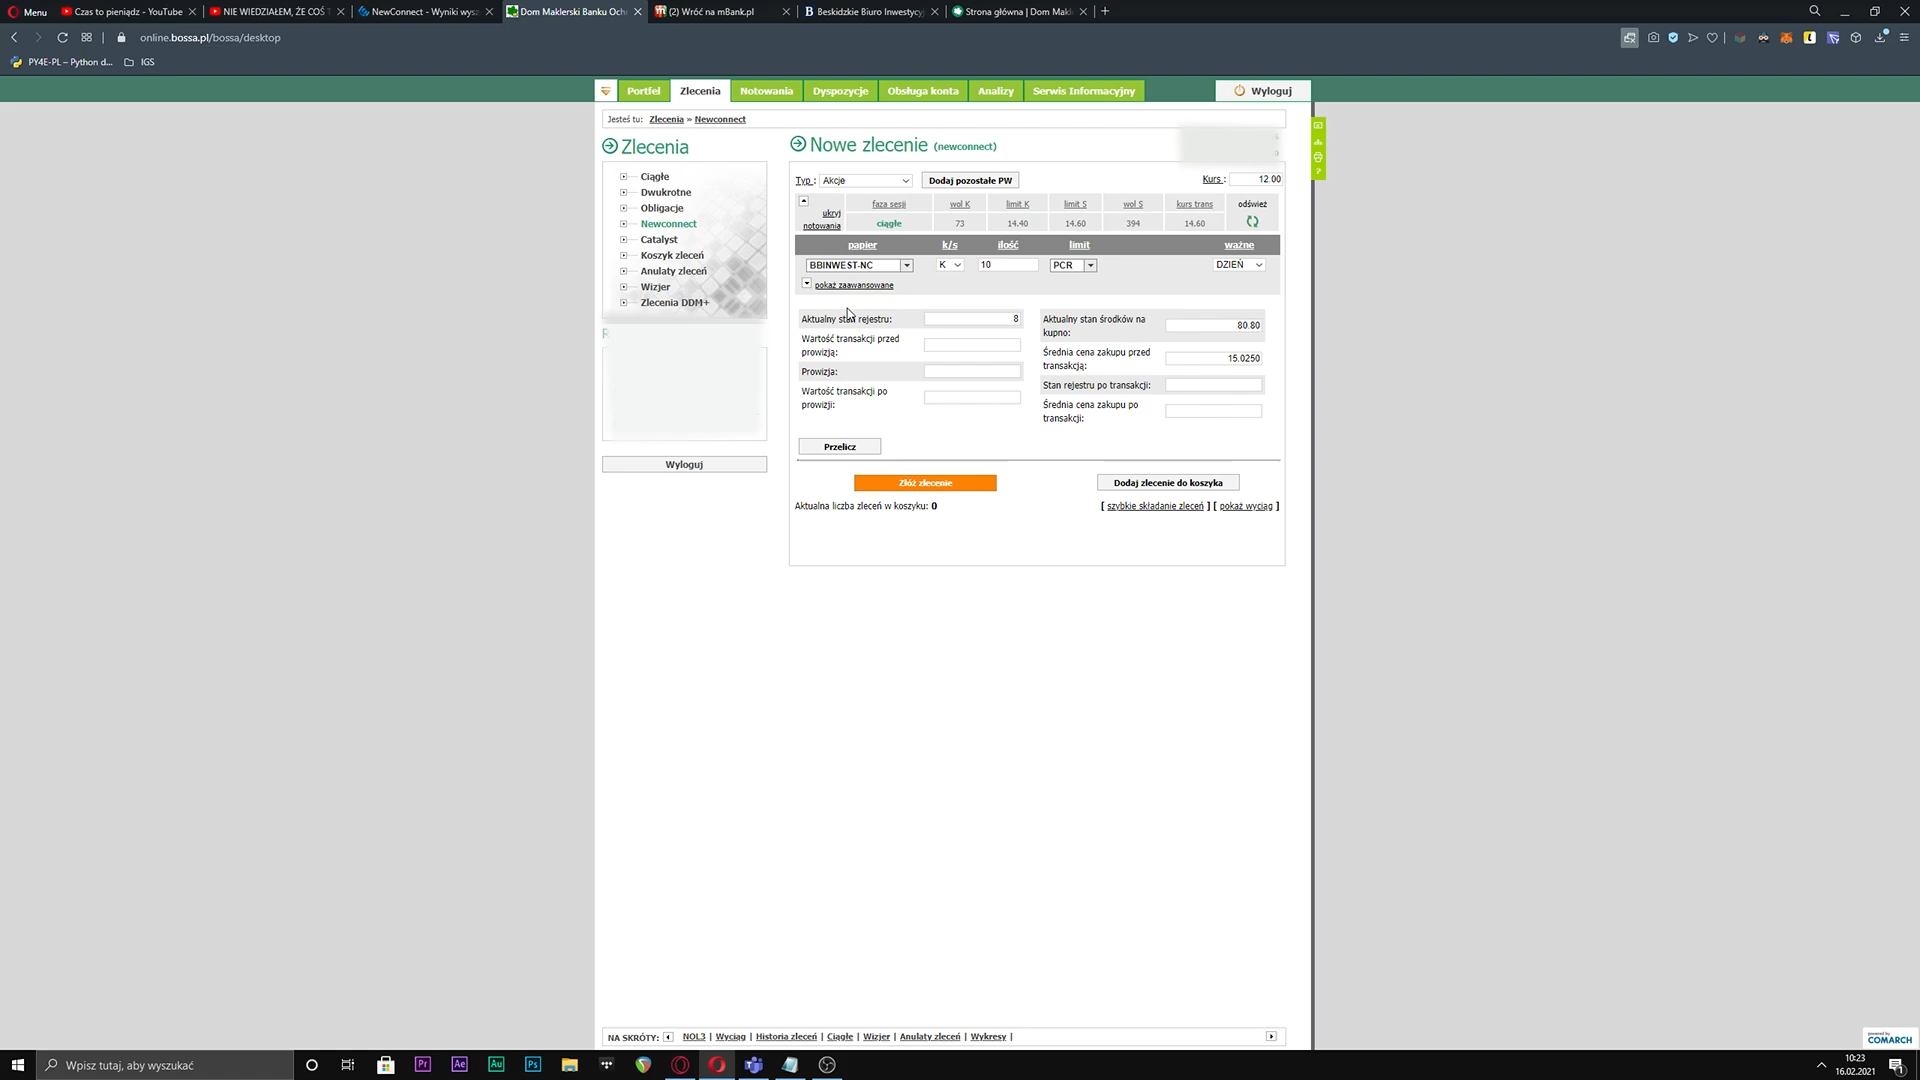 Menu
Czas to pieniądz - YouTube
NIE WIEDZIAŁEM, ŻE COŚ T
NewConnect - Wyniki wysz
Dom Maklerski Banku Och
(2) Wróć na mBank.pl
Beskidzkie Biuro Inwestycy
Strona główna | Dom Makl
online.bossa.pl/bossa/desktop
PY4E-PL – Python d...
IGS
Portfel
Zlecenia
Notowania
Dyspozycje
Obsługa konta
Analizy
Serwis Informacyjny
Wyloguj
Jesteś tu: Zlecenia » Newconnect
Zlecenia
Ciągłe
Dwukrotne
Obligacje
Newconnect
Catalyst
Koszyk zleceń
Anulaty zleceń
Wizjer
Zlecenia DDM+
R
Wyloguj
Nowe zlecenie (newconnect)
Typ : Akcje Dodaj pozostałe PW Kurs : 12.00
ukryj notowania
faza sesji wol K limit K limit S wol S kurs trans odśwież
ciągłe 73 14.40 14.60 394 14.60
papier k/s ilość limit ważne
BBINWEST-NC K 10 PCR DZIEŃ
pokaż zaawansowane
Aktualny stan rejestru: 8
Wartość transakcji przed
prowizją:
Prowizja:
Wartość transakcji po
prowizji:
Aktualny stan środków na
kupno: 80.80
Średnia cena zakupu przed
transakcją: 15.0250
Stan rejestru po transakcji:
Średnia cena zakupu po
transakcji:
Przelicz
Złóż zlecenie
Dodaj zlecenie do koszyka
Aktualna liczba zleceń w koszyku: 0
[ szybkie składanie zleceń ] [ pokaż wyciąg ]
NA SKRÓTY: NOL3 | Wyciąg | Historia zleceń | Ciągłe | Wizjer | Anulaty zleceń | Wykresy |
powered by
COMARCH
Wpisz tutaj, aby wyszukać
10:23
16.02.2021